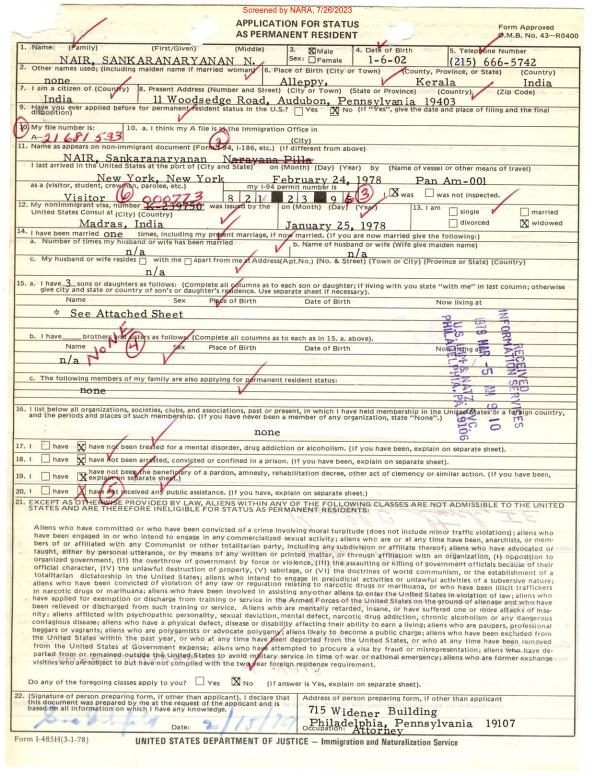 Screened by NARA, 7/26/2023
APPLICATION FOR STATUS
AS PERMANENT RESIDENT
Form Approved
O.M.B. No. 43—R0400
1. Name (Family) (First/Given) (Middle) 3. ☒ Male 4. Date of Birth 5. Telephone Number
NAIR, SANKARANARYANAN N. Sex: ☐ Female 1-6-02 (215) 666-5742
2. Other names used; (including maiden name if married woman) 6. Place of Birth (City or Town) (County, Province, or State) (Country)
none Alleppy, Kerala India
7. I am a citizen of (Country) 8. Present Address (Number and Street) (City or Town) (State or Province) (Country) (Zip Code)
India 11 Woodsedge Road, Audubon, Pennsylvania 19403
9. Have you ever applied before for permanent resident status in the U.S.? ☐ Yes ☒ No (If "Yes", give the date and place of filing and the final
disposition)
10. My file number is: 10. a. I think my A file is at the Immigration Office in
A-21 681 533 (City)
11. Name as appears on non-immigrant document (Form I-94, I-186, etc.) (If different from above)
NAIR, Sankaranaryanan Narayana Pilla
I last arrived in the United States at the port of (City and State) on (Month) (Day) (Year) By (Name of vessel or other means of travel)
New York, New York February 24, 1978 Pan Am-001
as a (visitor, student, crewman, parolee, etc.) my I-94 permit number is
Visitor 6 000773 8 2 1 2 3 9 3 I ☒ was ☐ was not inspected.
12. My nonimmigrant visa, number K-239750 was issued by the on (Month) (Day) (Year) 13. I am ☐ single ☐ married
United States Consul at (City) (Country) ☐ divorced ☒ widowed
Madras, India January 25, 1978
14. I have been married one times, including my present marriage, if now married. (If you are now married give the following:)
a. Number of times my husband or wife has been married b. Name of husband or wife (Wife give maiden name)
n/a n/a
c. My husband or wife resides ☐ with me ☐ apart from me at Address(Apt.No.) (No. & Street) (Town or City) (Province or State) (Country)
n/a
15. a. I have 3 sons or daughters as follows: (Complete all columns as to each son or daughter; if living with you state "with me" in last column; otherwise
give city and state or country of son's or daughter's residence. Use separate sheet if necessary).
Name Sex Place of Birth Date of Birth Now living at
* See Attached Sheet
b. I have brothers and sisters as follows: (Complete all columns as to each as in 15. a. above).
Name Sex Place of Birth Date of Birth Now living at
n/a NONE 4
RECEIVED
INFORMATION SERVICES
1979 MAR -5 AM 9 10
PHILADELPHIA, PA. 19106
c. The following members of my family are also applying for permanent resident status:
none
16. I list below all organizations, societies, clubs, and associations, past or present, in which I have held membership in the United States or a foreign country,
and the periods and places of such membership. (If you have never been a member of any organization, state "None".)
none
17. I ☐ have ☒ have not been treated for a mental disorder, drug addiction or alcoholism. (If you have been, explain on separate sheet).
18. I ☐ have ☒ have not been arrested, convicted or confined in a prison. (If you have been, explain on separate sheet).
19. I ☐ have ☒ have not been the beneficiary of a pardon, amnesty, rehabilitation decree, other act of clemency or similar action. (If you have been,
explain on separate sheet.)
20. I ☐ have ☒ have not received any public assistance. (If you have, explain on separate sheet).
21. EXCEPT AS OTHERWISE PROVIDED BY LAW, ALIENS WITHIN ANY OF THE FOLLOWING CLASSES ARE NOT ADMISSIBLE TO THE UNITED
STATES AND ARE THEREFORE INELIGIBLE FOR STATUS AS PERMANENT RESIDENTS:
Aliens who have committed or who have been convicted of a crime involving moral turpitude (does not include minor traffic violations); aliens who
have been engaged in or who intend to engage in any commercialized sexual activity; aliens who are or at any time have been, anarchists, or mem-
bers of or affiliated with any Communist or other totalitarian party, including any subdivision or affiliate thereof; aliens who have advocated or
taught, either by personal utterance, or by means of any written or printed matter, or through affiliation with an organization, (I) opposition to
organized government, (II) the overthrow of government by force or violence, (III) the assaulting or killing of government officials because of their
official character, (IV) the unlawful destruction of property, (V) sabotage, or (VI) the doctrines of world communism, or the establishment of a
totalitarian dictatorship in the United States; aliens who intend to engage in prejudicial activities or unlawful activities of a subversive nature;
aliens who have been convicted of violation of any law or regulation relating to narcotic drugs or marihuana, or who have been illicit traffickers
in narcotic drugs or marihuana; aliens who have been involved in assisting any other aliens to enter the United States in violation of law; aliens who
have applied for exemption or discharge from training or service in the Armed Forces of the United States on the ground of alienage and who have
been relieved or discharged from such training or service. Aliens who are mentally retarded, insane, or have suffered one or more attacks of insa-
nity; aliens afflicted with psychopathic personality, sexual deviation, mental defect, narcotic drug addiction, chronic alcoholism or any dangerous
contagious disease; aliens who have a physical defect, disease or disability affecting their ability to earn a living; aliens who are paupers, professional
beggars or vagrants; aliens who are polygamists or advocate polygamy; aliens likely to become a public charge; aliens who have been excluded from
the United States within the past year, or who at any time have been deported from the United States, or who at any time have been removed
from the United States at Government expense; aliens who have attempted to procure a visa by fraud or misrepresentation; aliens who have de-
parted from or remained outside the United States to avoid military service in time of war or national emergency; aliens who are former exchange
visitors who are subject to but have not complied with the two year foreign residence requirement.
Do any of the foregoing classes apply to you? ☐ Yes ☒ No (If answer is Yes, explain on separate sheet).
22. (Signature of person preparing form, if other than applicant). I declare that
this document was prepared by me at the request of the applicant and is
based on all information on which I have any knowledge.
Date: 2/15/79
Address of person preparing form, if other than applicant
715 Widener Building
Philadelphia, Pennsylvania 19107
Occupation: Attorney
Form I-485H(3-1-78) UNITED STATES DEPARTMENT OF JUSTICE — Immigration and Naturalization Service